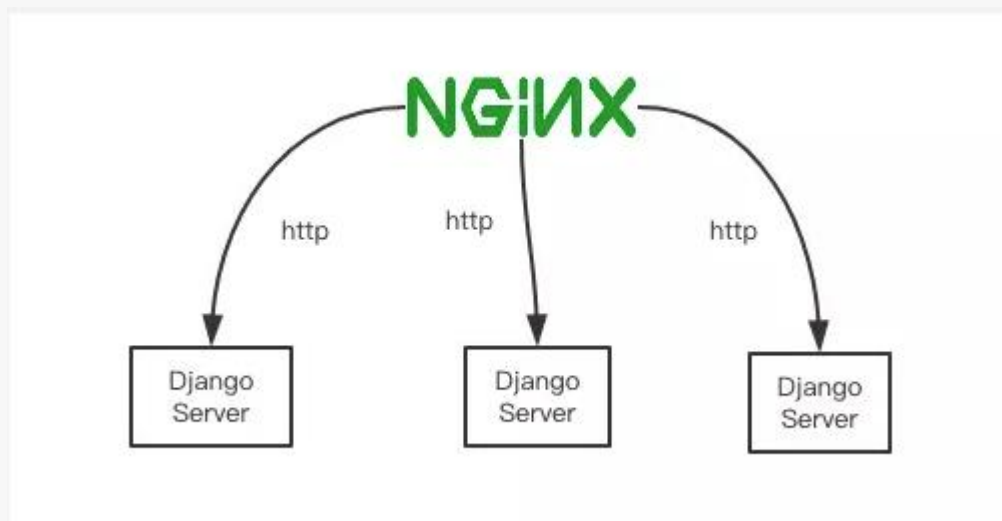 NGINX
http
http
http
Django
Server
Django
Server
Django
Server